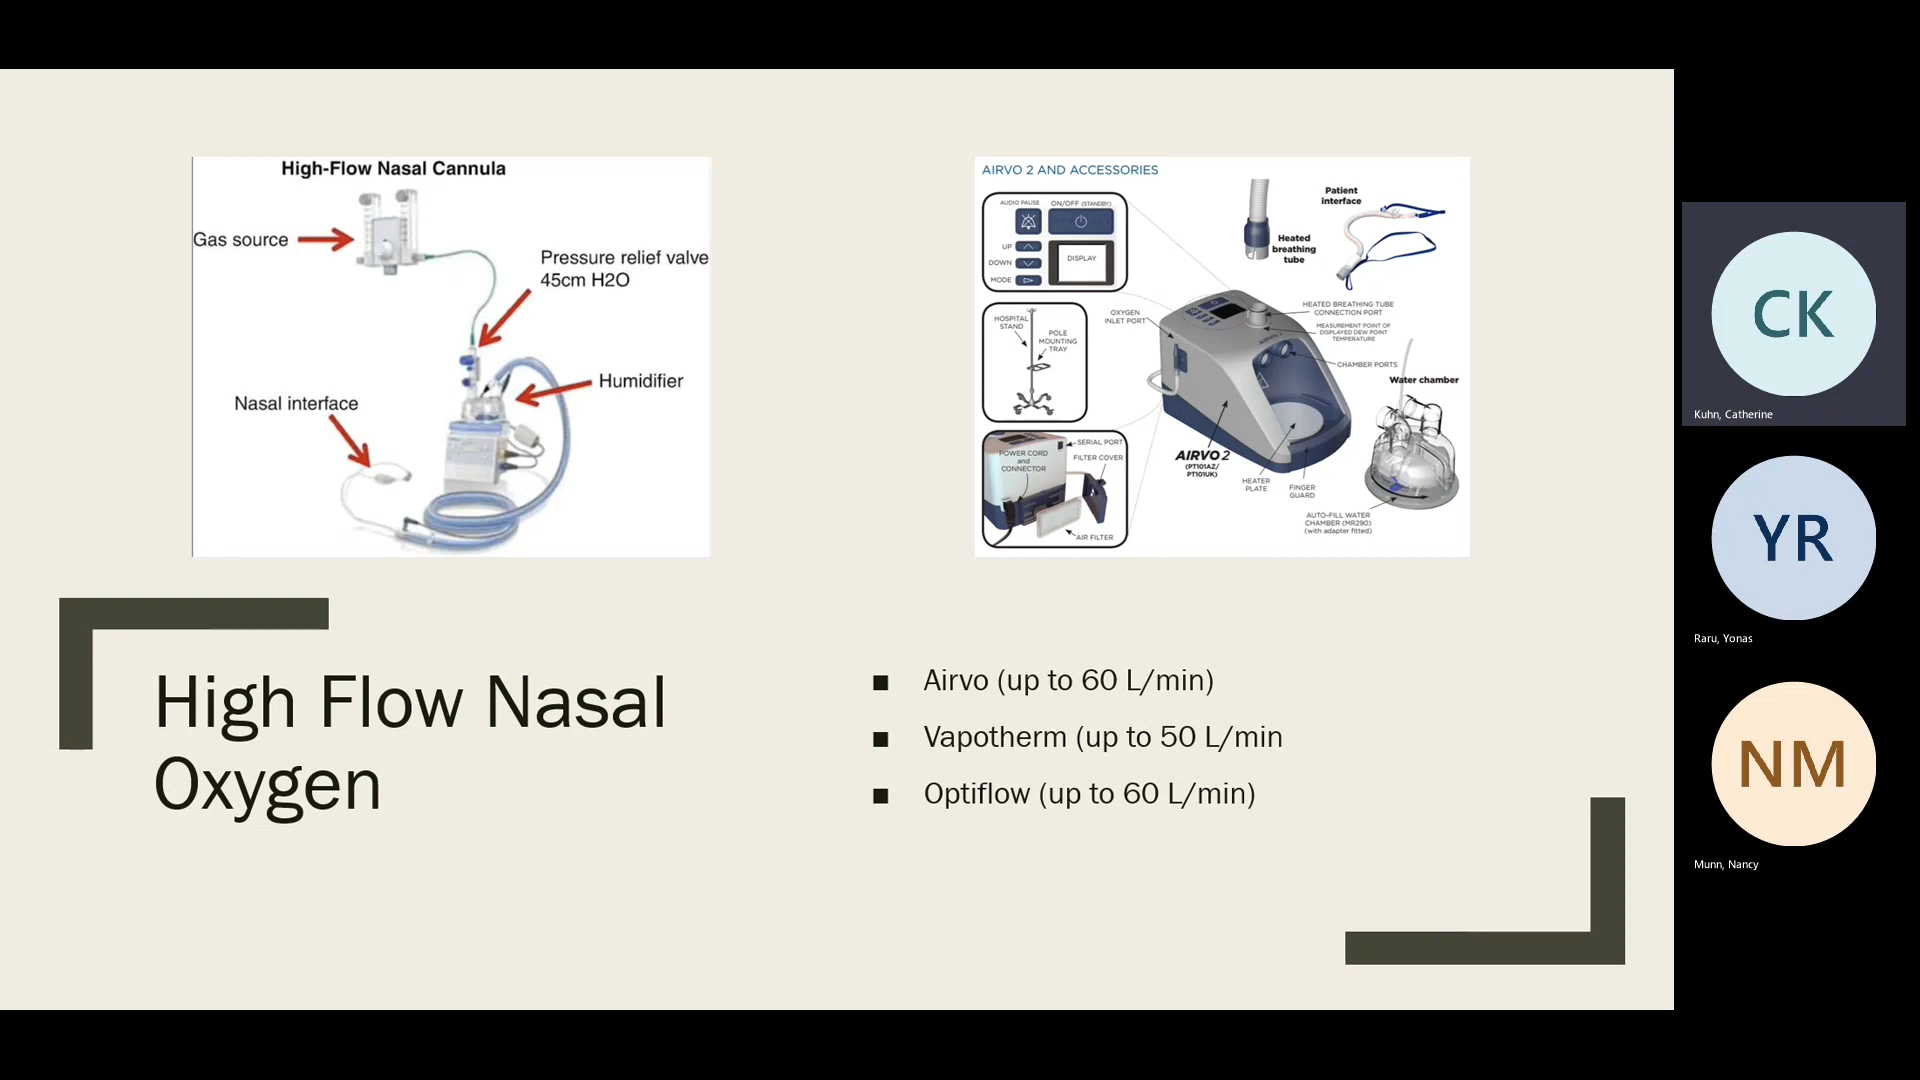 High-Flow Nasal Cannula
Gas source
Pressure relief valve
45cm H2O
Humidifier
Nasal interface
AIRVO 2 AND ACCESSORIES
AUDIO PAUSE
ON/OFF (STANDBY)
UP
DOWN
MODE
DISPLAY
HOSPITAL
STAND
POLE
MOUNTING
TRAY
POWER CORD
and
CONNECTOR
SERIAL PORT
FILTER COVER
AIR FILTER
Heated
breathing
tube
Patient
interface
OXYGEN
INLET PORT
HEATED BREATHING TUBE
CONNECTION PORT
MEASUREMENT POINT OF
DISPLAYED DEW POINT
TEMPERATURE
CHAMBER PORTS
AIRVO 2
Water chamber
AIRVO 2
(PT101AZ/
PT101UK)
HEATER
PLATE
FINGER
GUARD
AUTO-FILL WATER
CHAMBER (MR290)
(with adapter fitted)
High Flow Nasal
Oxygen
■ Airvo (up to 60 L/min)
■ Vapotherm (up to 50 L/min
■ Optiflow (up to 60 L/min)
CK
Kuhn, Catherine
YR
Raru, Yonas
NM
Munn, Nancy